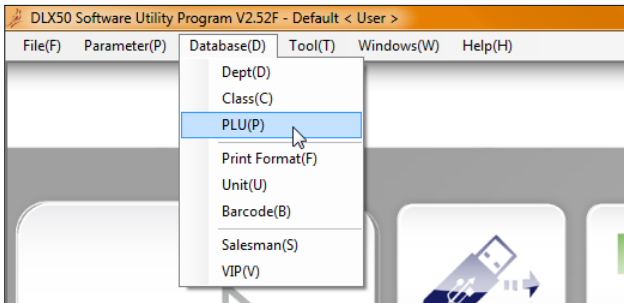 DLX50 Software Utility Program V2.52F - Default < User >
File(F) Parameter(P) Database(D) Tool(T) Windows(W) Help(H)
Dept(D)
Class(C)
PLU(P)
Print Format(F)
Unit(U)
Barcode(B)
Salesman(S)
VIP(V)